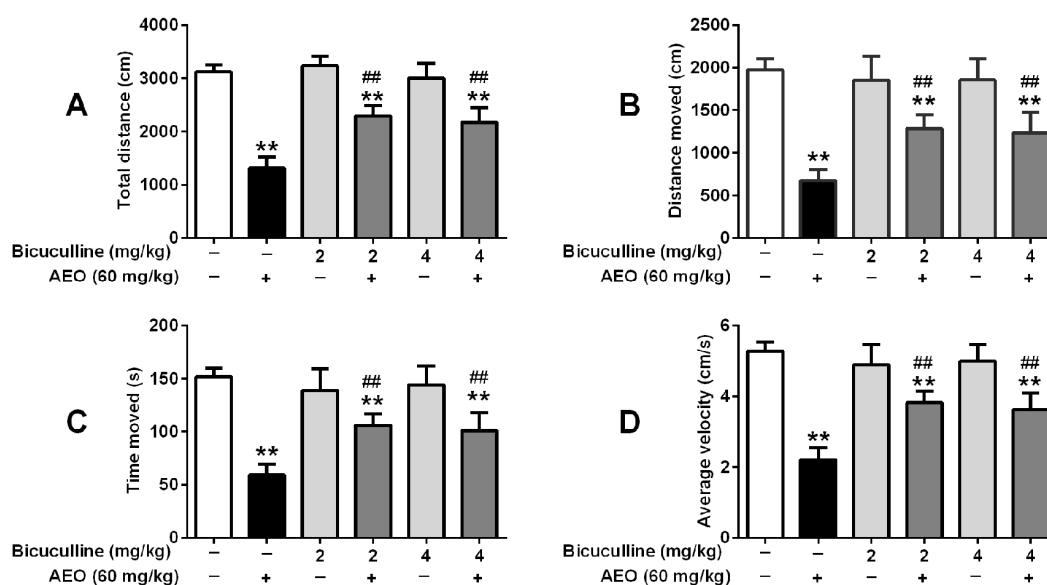 A
Total distance (cm)
4000
3000
2000
1000
0
**
##
**
##
**
Bicuculline (mg/kg) – – 2 2 4 4
AEO (60 mg/kg) – + – + – +
B
Distance moved (cm)
2500
2000
1500
1000
500
0
**
##
**
##
**
Bicuculline (mg/kg) – – 2 2 4 4
AEO (60 mg/kg) – + – + – +
C
Time moved (s)
200
150
100
50
0
**
##
**
##
**
Bicuculline (mg/kg) – – 2 2 4 4
AEO (60 mg/kg) – + – + – +
D
Average velocity (cm/s)
6
4
2
0
**
##
**
##
**
Bicuculline (mg/kg) – – 2 2 4 4
AEO (60 mg/kg) – + – + – +